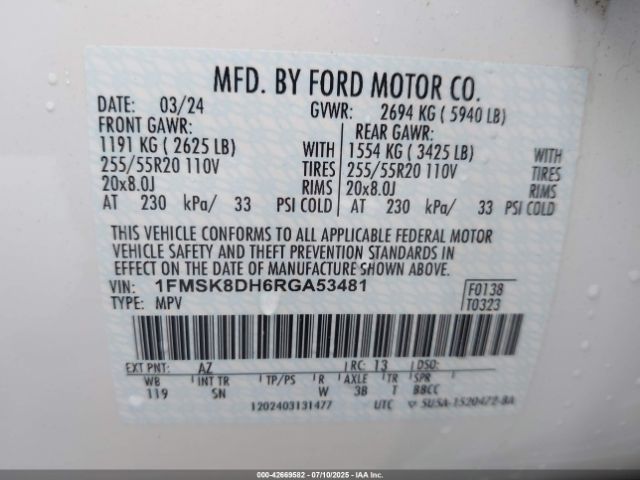 MFD. BY FORD MOTOR CO.
DATE: 03/24 GVWR: 2694 KG ( 5940 LB)
FRONT GAWR: REAR GAWR:
1191 KG ( 2625 LB) WITH 1554 KG ( 3425 LB) WITH
255/55R20 110V TIRES 255/55R20 110V TIRES
20x8.0J RIMS 20x8.0J RIMS
AT 230 kPa/ 33 PSI COLD AT 230 kPa/ 33 PSI COLD
THIS VEHICLE CONFORMS TO ALL APPLICABLE FEDERAL MOTOR
VEHICLE SAFETY AND THEFT PREVENTION STANDARDS IN
EFFECT ON THE DATE OF MANUFACTURE SHOWN ABOVE.
VIN: 1FMSK8DH6RGA53481 F0138
TYPE: MPV T0323
EXT PNT: AZ RC: 13 DSO:
WB INT TR TP/PS R AXLE TR SPR
119 SN W 3B T BBCC
1202403131477 UTC SU5A-1520472-BA
000-42669582 07/10/2025 IAA Inc.